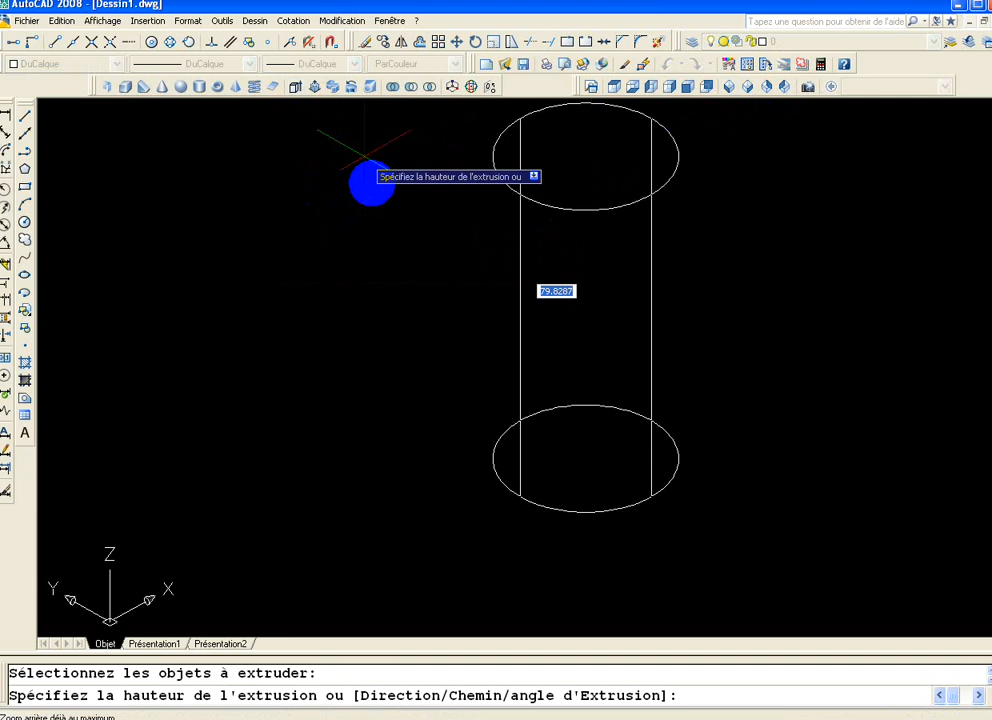 AutoCAD 2008 - [Dessin1.dwg]
Fichier Edition Affichage Insertion Format Outils Dessin Cotation Modification Fenêtre ? Tapez une question pour obtenir de l'aide
DuCalque DuCalque DuCalque ParCouleur
0
Spécifiez la hauteur de l'extrusion ou
79.8287
Z
Y X
Objet Présentation1 Présentation2
Sélectionnez les objets à extruder:
Spécifiez la hauteur de l'extrusion ou [Direction/Chemin/angle d'Extrusion]:
Zoom arrière déjà au maximum